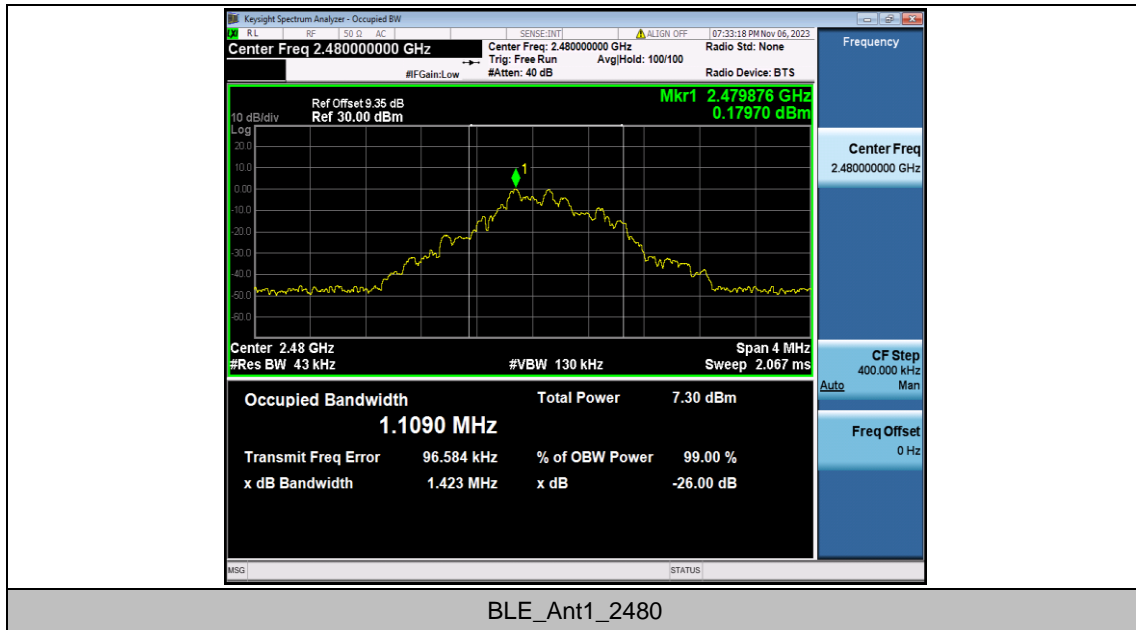 Keysight Spectrum Analyzer - Occupied BW
RL RF 50 Ω AC SENSE:INT ALIGN OFF 07:33:18 PM Nov 06, 2023
Center Freq 2.480000000 GHz
Center Freq: 2.480000000 GHz
Radio Std: None
Trig: Free Run Avg|Hold: 100/100
#IFGain:Low
#Atten: 40 dB
Radio Device: BTS
Frequency
Mkr1 2.479876 GHz
0.17970 dBm
Ref Offset 9.35 dB
10 dB/div Ref 30.00 dBm
Log
20.0
10.0
0.00
-10.0
-20.0
-30.0
-40.0
-50.0
-60.0
1
Center 2.48 GHz
Span 4 MHz
#Res BW 43 kHz
#VBW 130 kHz
Sweep 2.067 ms
Center Freq
2.480000000 GHz
CF Step
400.000 kHz
Auto Man
Freq Offset
0 Hz
Occupied Bandwidth
1.1090 MHz
Total Power 7.30 dBm
Transmit Freq Error 96.584 kHz
% of OBW Power 99.00 %
x dB Bandwidth 1.423 MHz
x dB -26.00 dB
MSG
STATUS
BLE_Ant1_2480